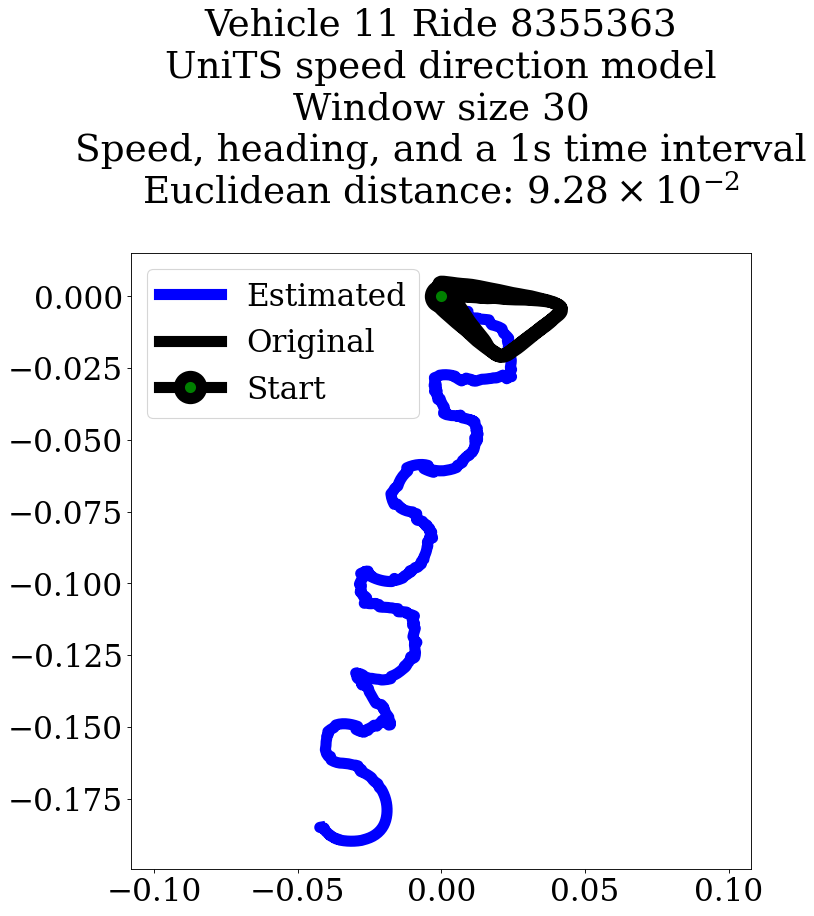 Vehicle 11 Ride 8355363
UniTS speed direction model
Window size 30
Speed, heading, and a 1s time interval
Euclidean distance: 9.28 × 10⁻²
Estimated
Original
Start
0.000
−0.025
−0.050
−0.075
−0.100
−0.125
−0.150
−0.175
−0.10 −0.05 0.00 0.05 0.10